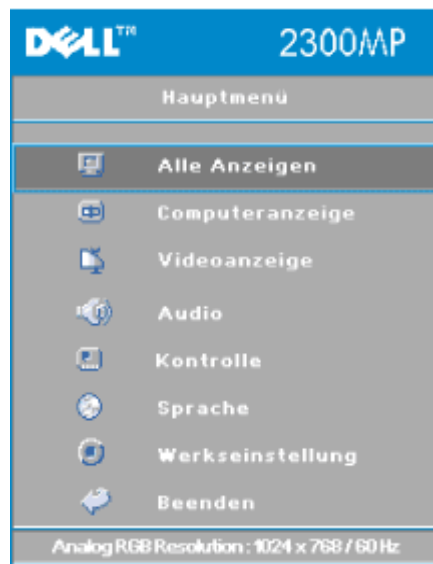 DELL™ 2300MP
Hauptmenü
Alle Anzeigen
Computeranzeige
Videoanzeige
Audio
Kontrolle
Sprache
Werkseinstellung
Beenden
Analog RGB Resolution : 1024 x 768 / 60 Hz